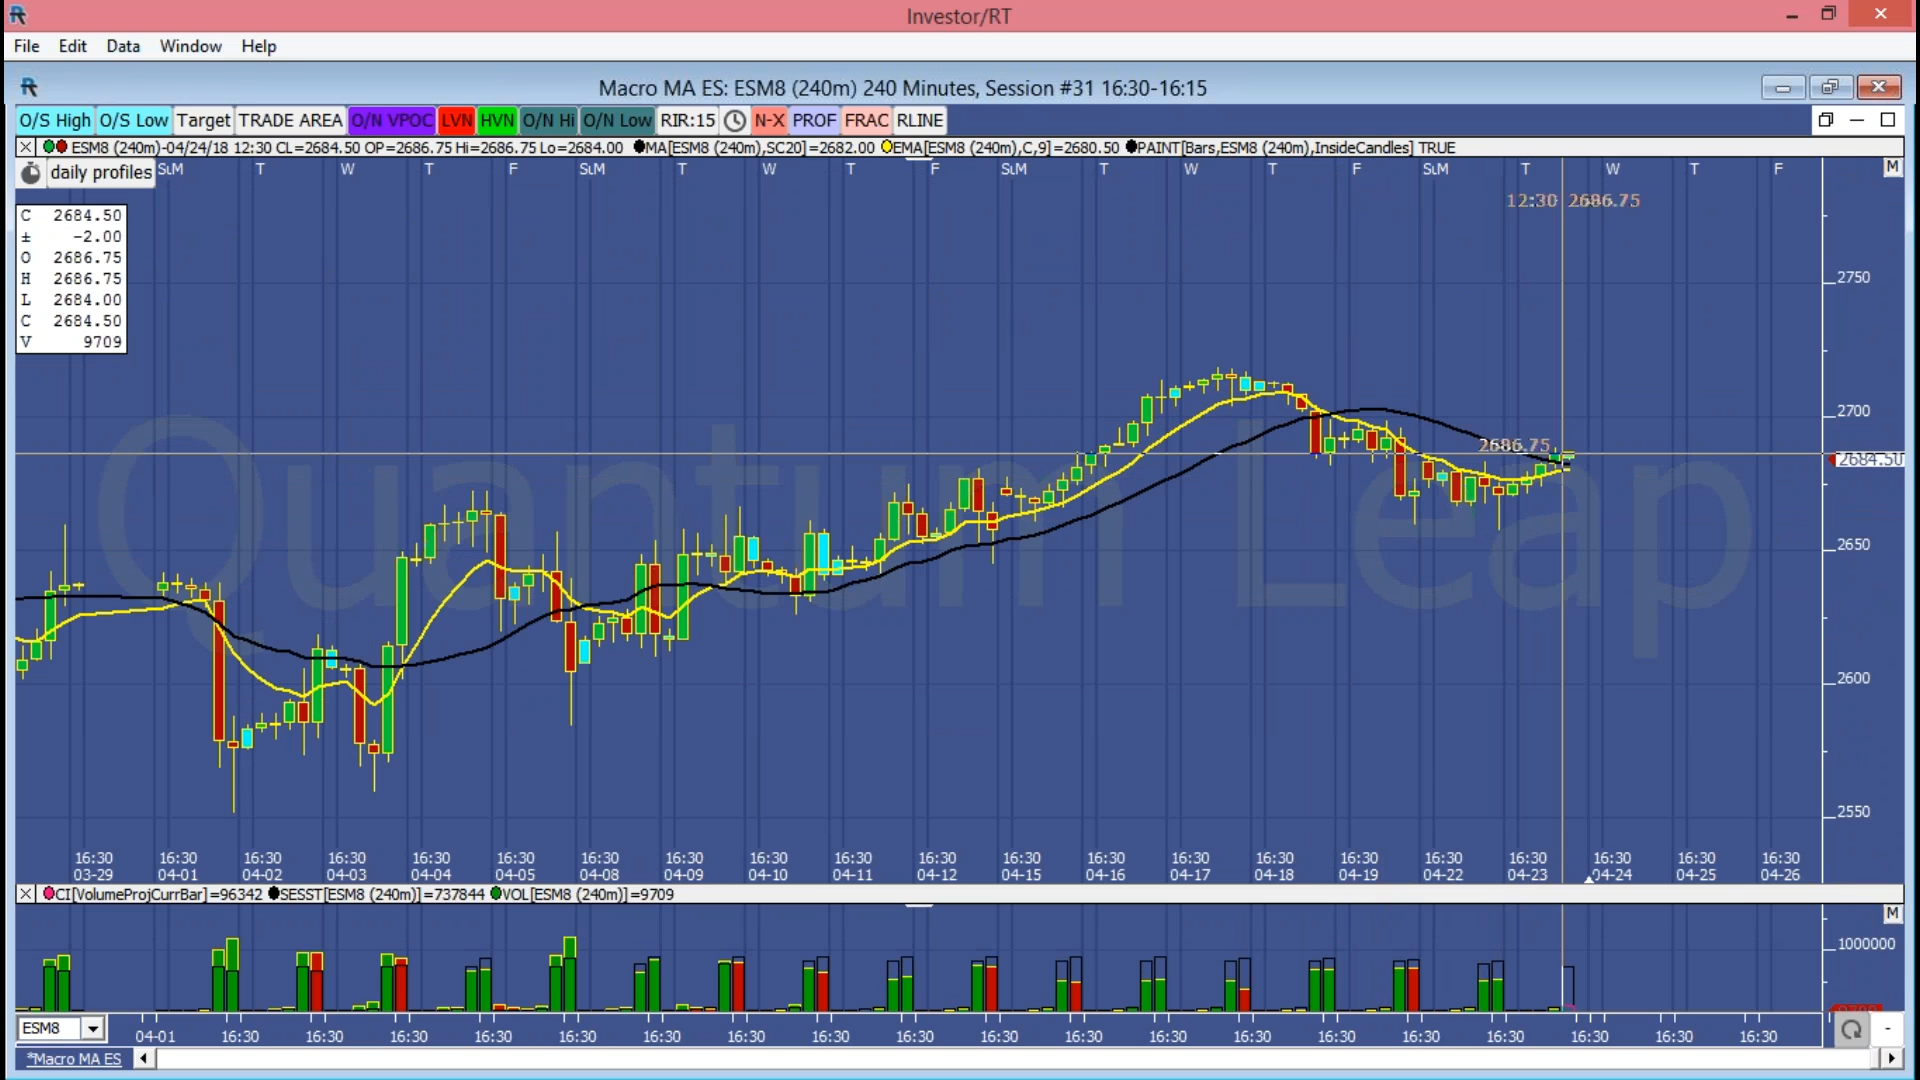 Investor/RT
File Edit Data Window Help
Macro MA ES: ESM8 (240m) 240 Minutes, Session #31 16:30-16:15
O/S High O/S Low Target TRADE AREA O/N VPOC LVN HVN O/N Hi O/N Low RIR:15 N-X PROF FRAC RLINE
ESM8 (240m)-04/24/18 12:30 CL=2684.50 OP=2686.75 Hi=2686.75 Lo=2684.00 MA[ESM8 (240m),SC20]=2682.00 EMA[ESM8 (240m),C,9]=2680.50 PAINT[Bars,ESM8 (240m),InsideCandles] TRUE
daily profiles SuM T W T F SuM T W T F SuM T W T F SuM T W T F M
12:30 2686.75
C 2684.50
± -2.00
O 2686.75
H 2686.75
L 2684.00
C 2684.50
V 9709
2750
2700
2686.75
2684.50
2650
2600
2550
Quantum Leap
16:30 16:30 16:30 16:30 16:30 16:30 16:30 16:30 16:30 16:30 16:30 16:30 16:30 16:30 16:30 16:30 16:30 16:30 16:30 16:30 16:30
03-29 04-01 04-02 04-03 04-04 04-05 04-08 04-09 04-10 04-11 04-12 04-15 04-16 04-17 04-18 04-19 04-22 04-23 04-24 04-25 04-26
CI[VolumeProjCurrBar]=96342 SESST[ESM8 (240m)]=737844 VOL[ESM8 (240m)]=9709
M
1000000
ESM8 04-01 16:30 16:30 16:30 16:30 16:30 16:30 16:30 16:30 16:30 16:30 16:30 16:30 16:30 16:30 16:30 16:30 16:30 16:30 16:30
*Macro MA ES